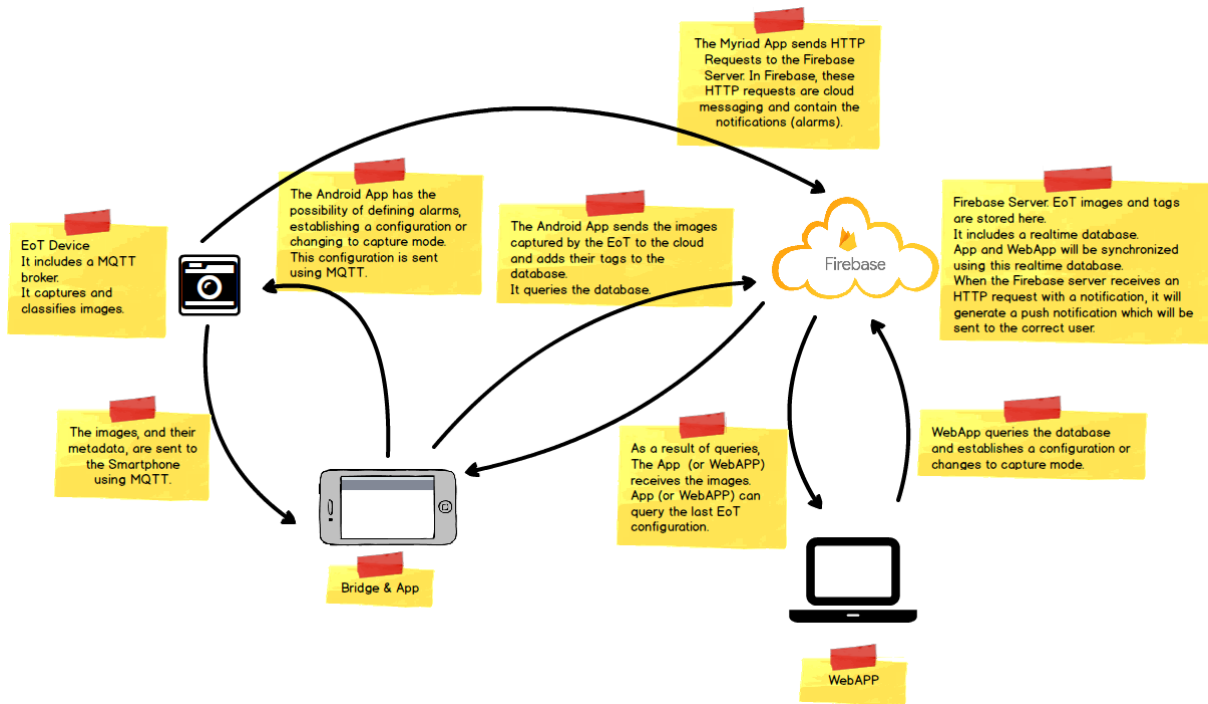 The Myriad App sends HTTP
Requests to the Firebase
Server. In Firebase, these
HTTP requests are cloud
messaging and contain the
notifications (alarms).
The Android App has the
possibility of defining alarms,
establishing a configuration or
changing to capture mode.
This configuration is sent
using MQTT.
The Android App sends the images
captured by the EoT to the cloud
and adds their tags to the
database.
It queries the database.
Firebase Server. EoT images and tags
are stored here.
It includes a realtime database.
App and WebApp will be synchronized
using this realtime database.
When the Firebase server receives an
HTTP request with a notification, it will
generate a push notification which will be
sent to the correct user.
EoT Device
It includes a MQTT
broker.
It captures and
classifies images.
Firebase
The images, and their
metadata, are sent to
the Smartphone
using MQTT.
As a result of queries,
The App (or WebAPP)
receives the images.
App (or WebAPP) can
query the last EoT
configuration.
WebApp queries the database
and establishes a configuration or
changes to capture mode.
Bridge & App
WebAPP